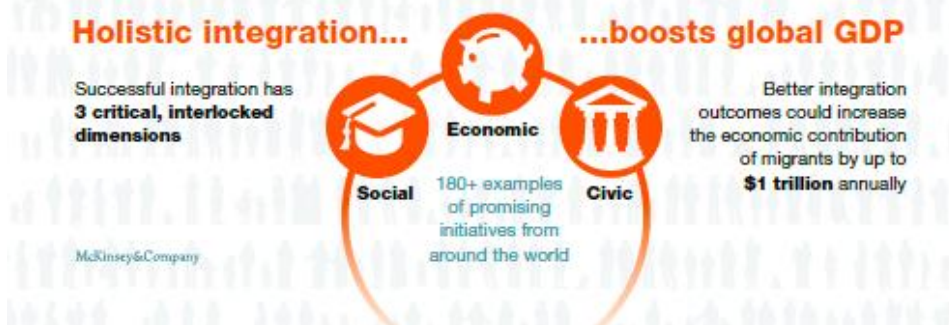 Holistic integration...
...boosts global GDP
Successful integration has
3 critical, interlocked
dimensions
Economic
Social
Civic
180+ examples
of promising
initiatives from
around the world
Better integration
outcomes could increase
the economic contribution
of migrants by up to
$1 trillion annually
McKinsey&Company